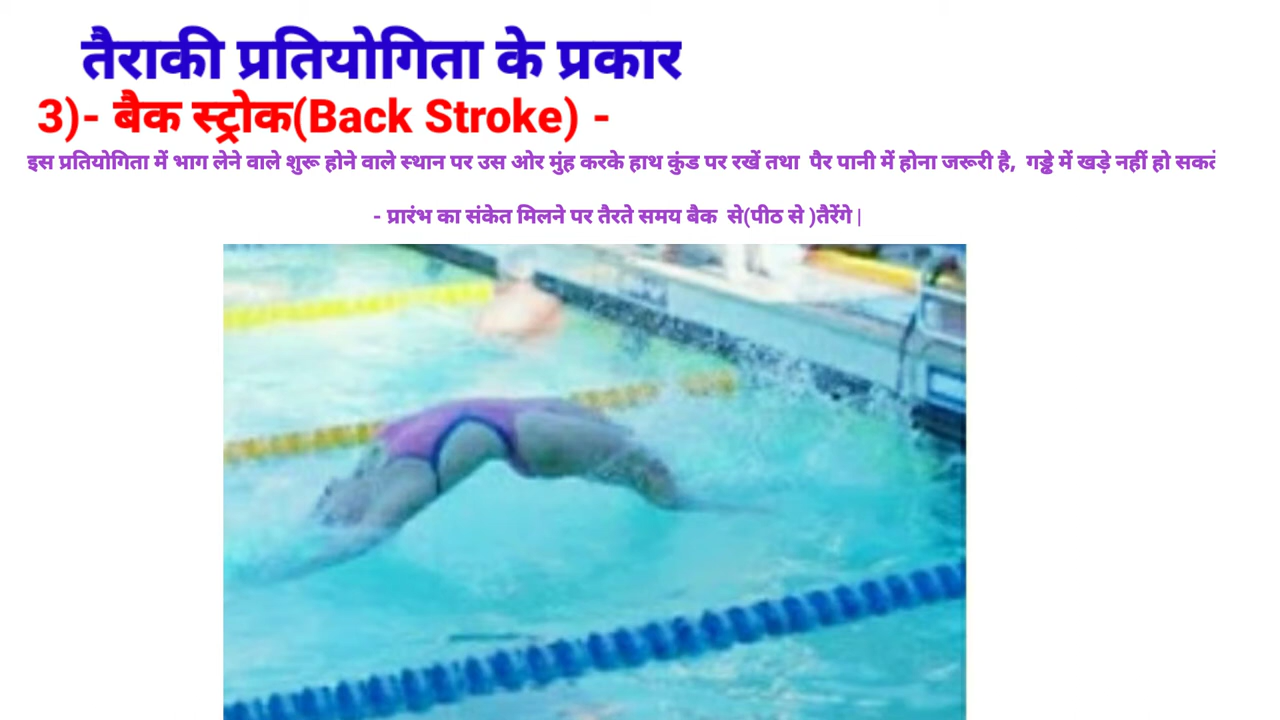 तैराकी प्रतियोगिता के प्रकार
3)- बैक स्ट्रोक(Back Stroke) -
इस प्रतियोगिता में भाग लेने वाले शुरू होने वाले स्थान पर उस ओर मुंह करके हाथ कुंड पर रखें तथा पैर पानी में होना जरूरी है, गड्ढे में खड़े नहीं हो
- प्रारंभ का संकेत मिलने पर तैरते समय बैक से(पीठ से )तैरेंगे |